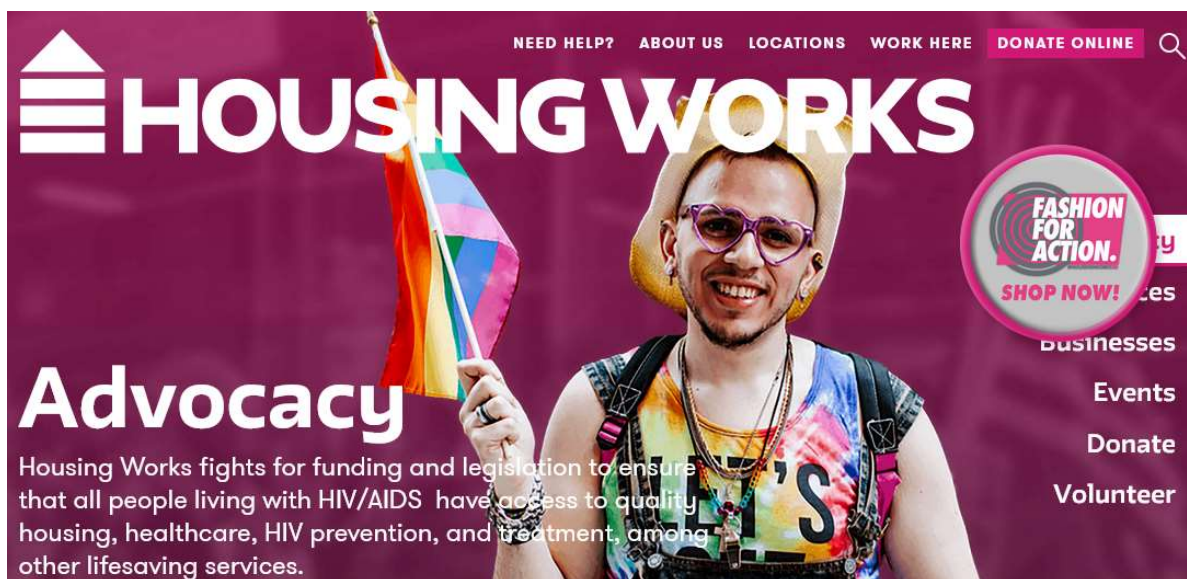 NEED HELP? ABOUT US LOCATIONS WORK HERE DONATE ONLINE
HOUSING WORKS
FASHION
FOR
ACTION.
SHOP NOW!
Businesses
Events
Donate
Volunteer
Advocacy
Housing Works fights for funding and legislation to ensure
that all people living with HIV/AIDS have access to quality
housing, healthcare, HIV prevention, and treatment, among
other lifesaving services.
LET'S